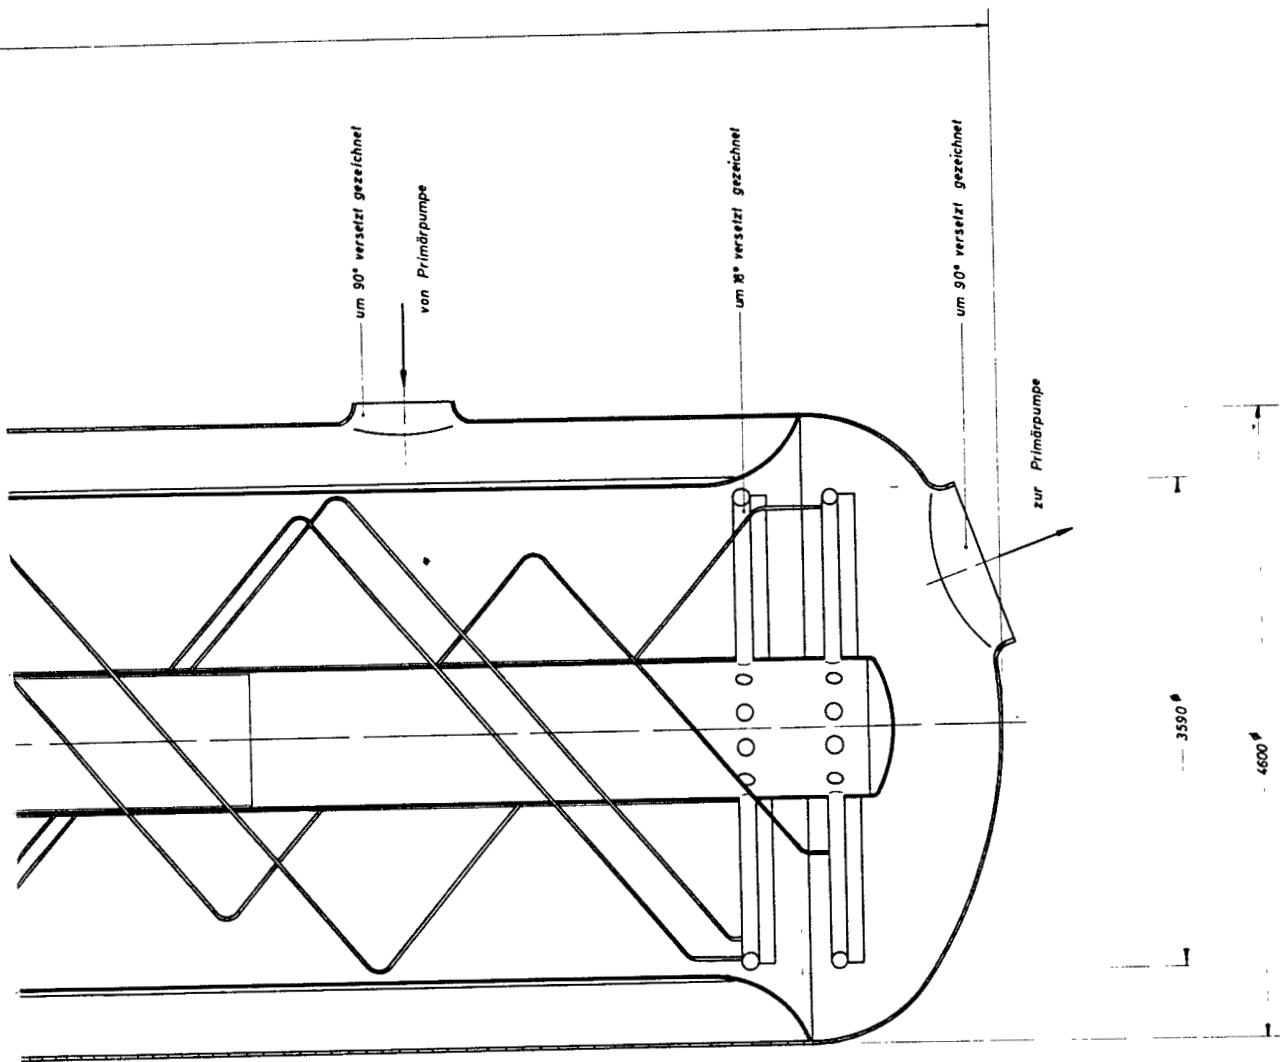 um 90° versetzt gezeichnet
von Primärpumpe
um 18° versetzt gezeichnet
um 90° versetzt gezeichnet
zur Primärpumpe
3590 ø
4600 ø